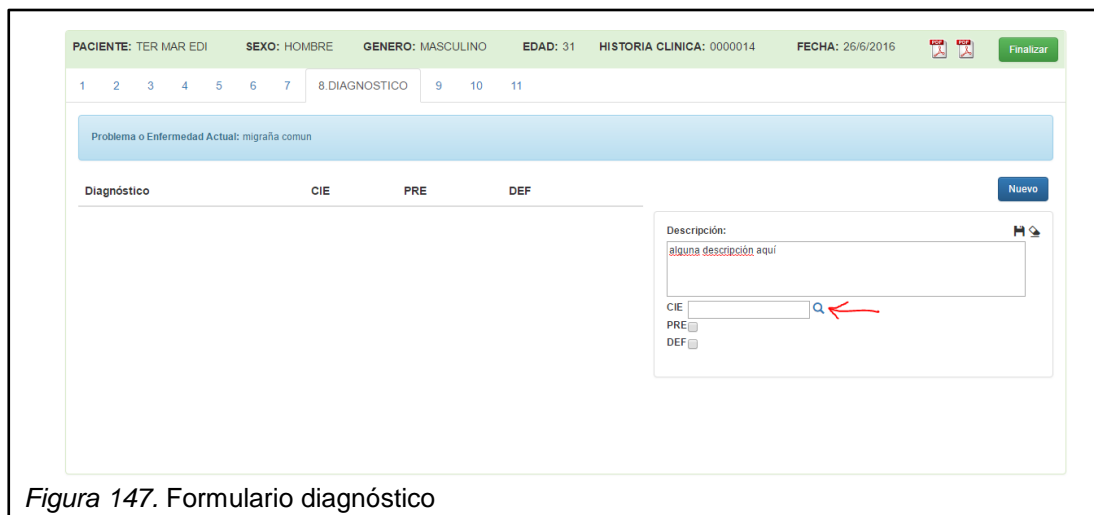 PACIENTE: TER MAR EDI SEXO: HOMBRE GENERO: MASCULINO EDAD: 31 HISTORIA CLINICA: 0000014 FECHA: 26/6/2016 PDF PDF Finalizar
1 2 3 4 5 6 7 8.DIAGNOSTICO 9 10 11
Problema o Enfermedad Actual: migraña comun
Diagnóstico CIE PRE DEF Nuevo
Descripción:
alguna descripción aquí
CIE
PRE
DEF
Figura 147. Formulario diagnóstico